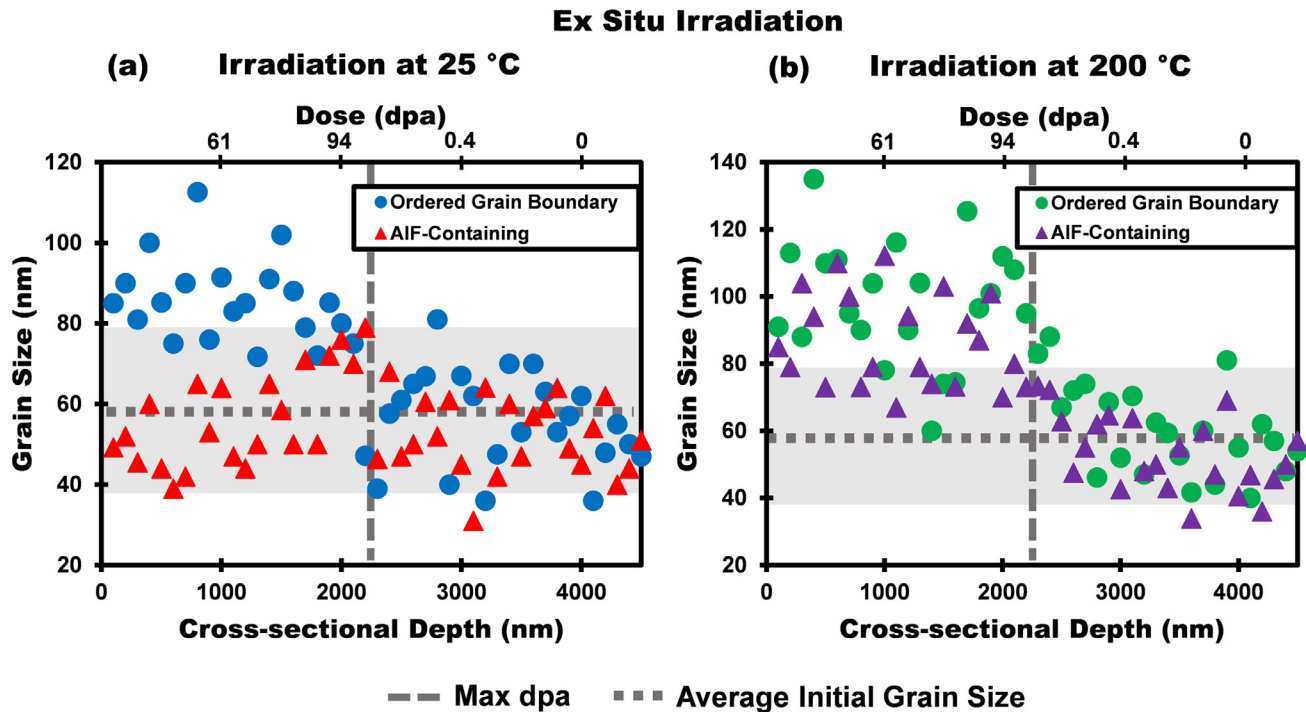 Ex Situ Irradiation
(a) Irradiation at 25 °C
Dose (dpa)
61 94 0.4 0
120
100
80
60
40
20
Grain Size (nm)
Ordered Grain Boundary
AIF-Containing
0 1000 2000 3000 4000
Cross-sectional Depth (nm)
(b) Irradiation at 200 °C
Dose (dpa)
61 94 0.4 0
140
120
100
80
60
40
20
Grain Size (nm)
Ordered Grain Boundary
AIF-Containing
0 1000 2000 3000 4000
Cross-sectional Depth (nm)
Max dpa Average Initial Grain Size